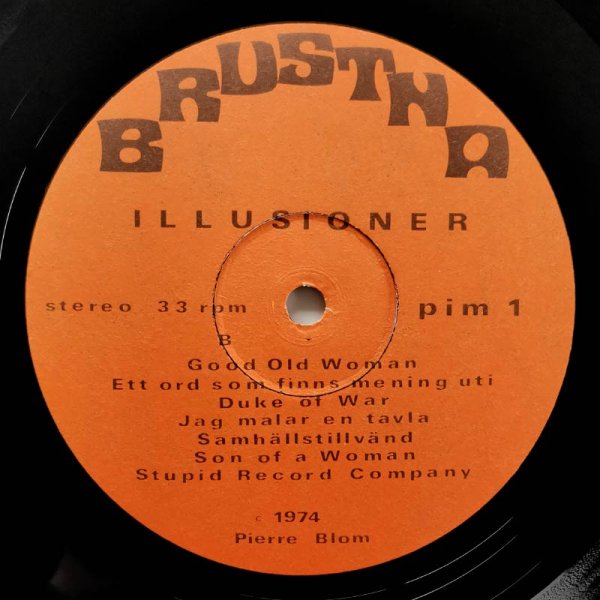 BRUSTNA
ILLUSIONER
stereo 33 rpm pim 1
B
Good Old Woman
Ett ord som finns mening uti
Duke of War
Jag malar en tavla
Samhällstillvänd
Son of a Woman
Stupid Record Company
c 1974
Pierre Blom